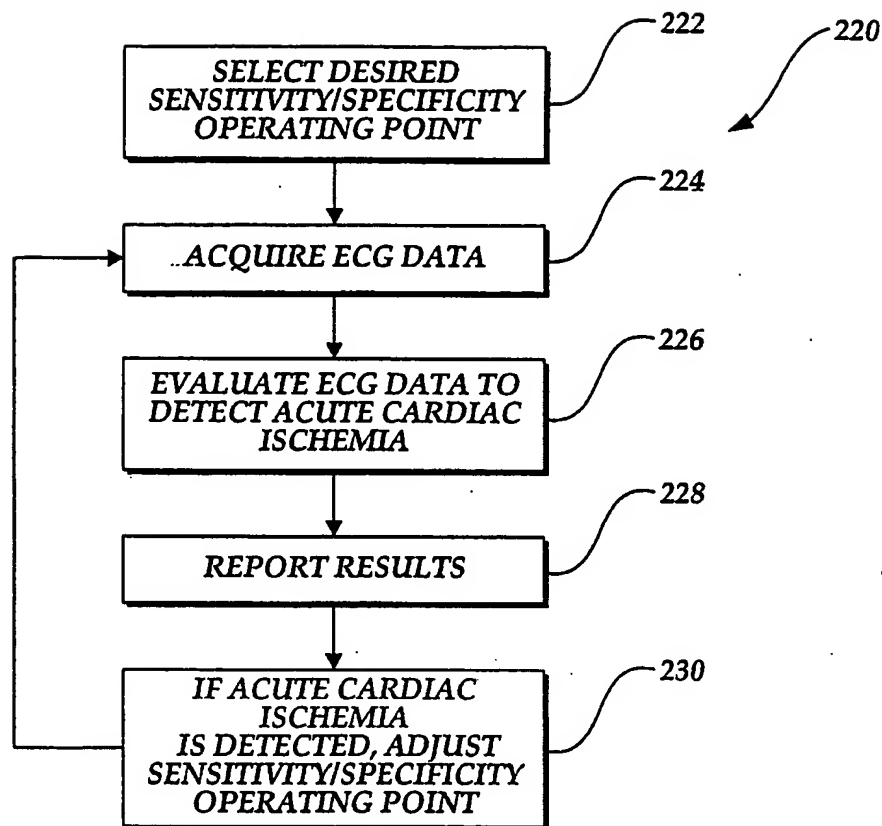 222
220
SELECT DESIRED
SENSITIVITY/SPECIFICITY
OPERATING POINT
224
ACQUIRE ECG DATA
226
EVALUATE ECG DATA TO
DETECT ACUTE CARDIAC
ISCHEMIA
228
REPORT RESULTS
230
IF ACUTE CARDIAC
ISCHEMIA
IS DETECTED, ADJUST
SENSITIVITY/SPECIFICITY
OPERATING POINT